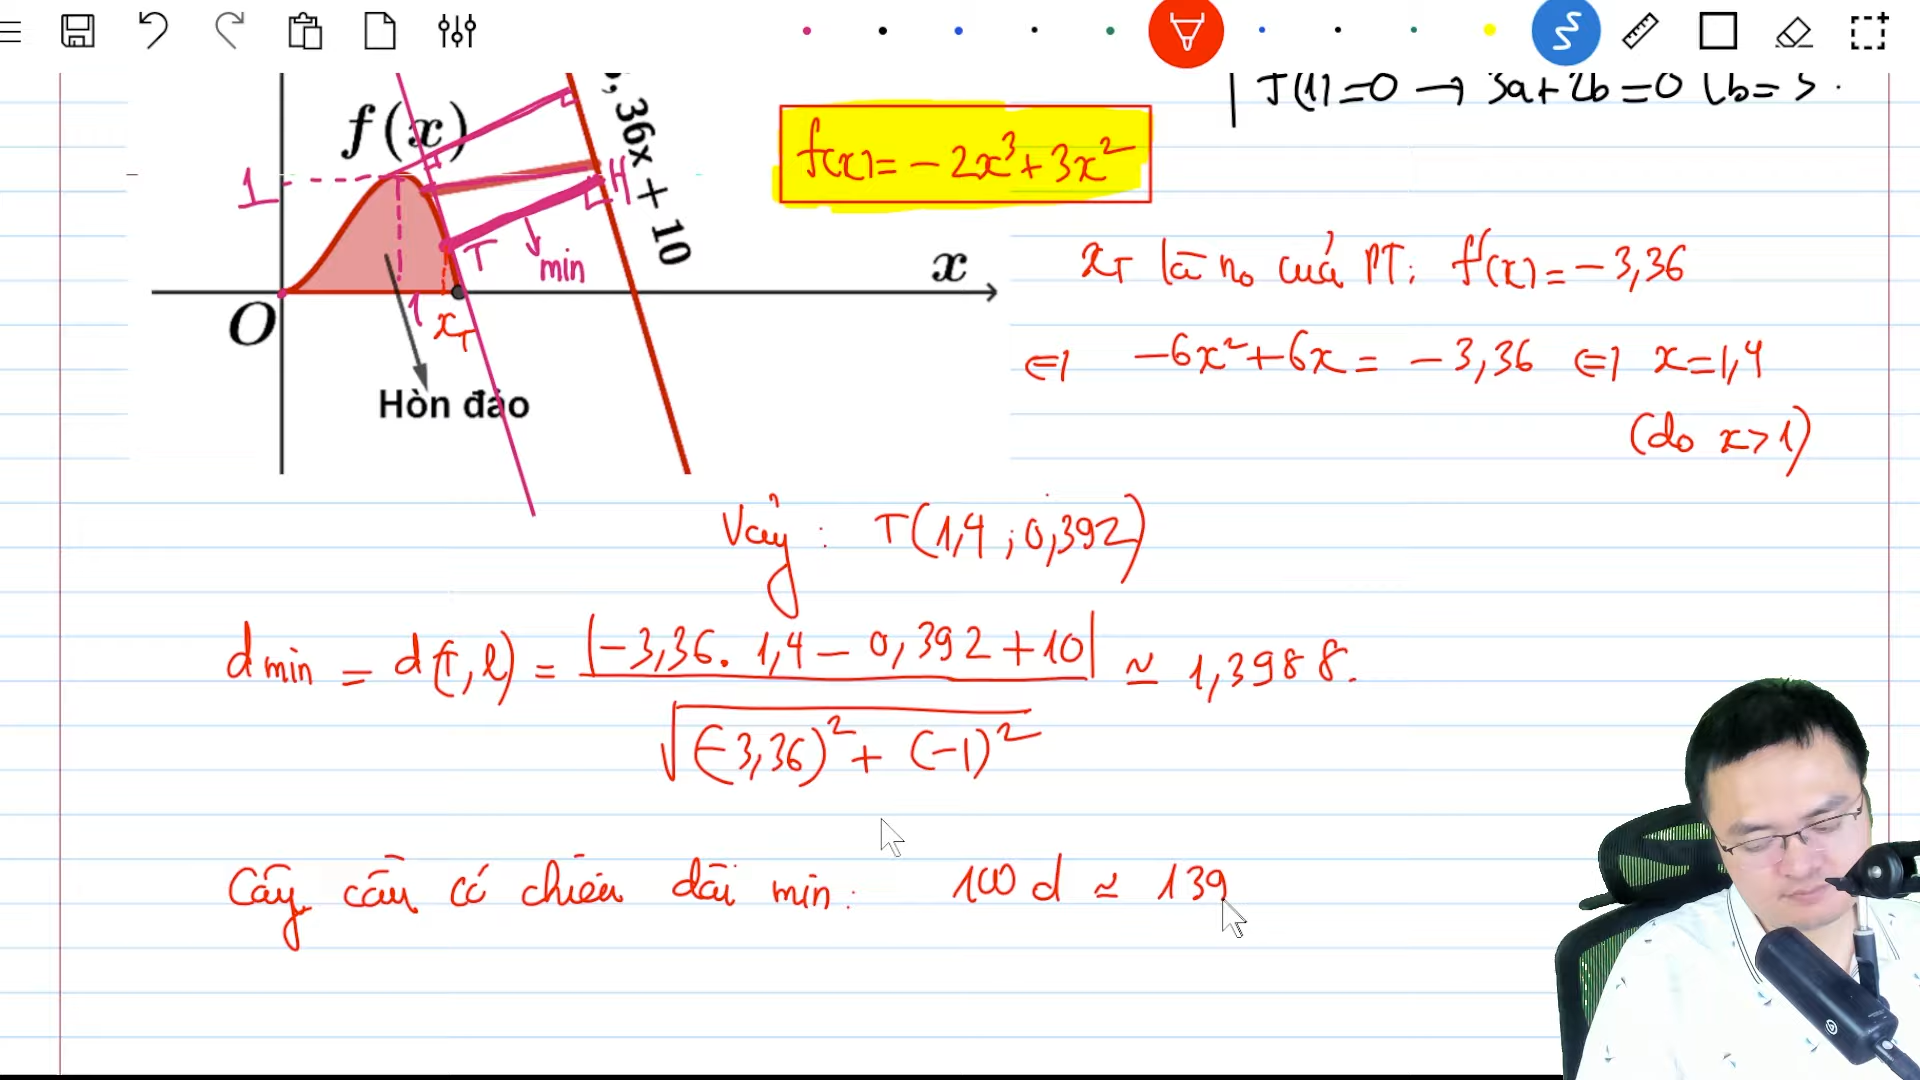 J(1)=0 → 3a+2b=0 (b=3.
f(x)
, 36x + 10
1
f(x) = -2x³+3x²
H
T
min
x
O
1
x_T
Hòn đảo
x_T là no của PT: f'(x) = -3,36
⇔ -6x²+6x = -3,36 ⇔ x=1,4
(do x>1)
Vậy: T(1,4 ; 0,392)
d min = d(T, l) = |-3,36. 1,4 - 0,392 +10| / √(-3,36)² + (-1)² ≃ 1,3988.
Cây cầu có chiều dài min: 100 d ≃ 139